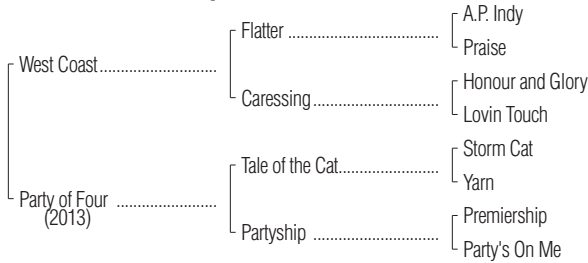 A.P. Indy
Flatter
Praise
West Coast
Honour and Glory
Caressing
Lovin Touch
Storm Cat
Tale of the Cat
Yarn
Party of Four
(2013)
Premiership
Partyship
Party's On Me